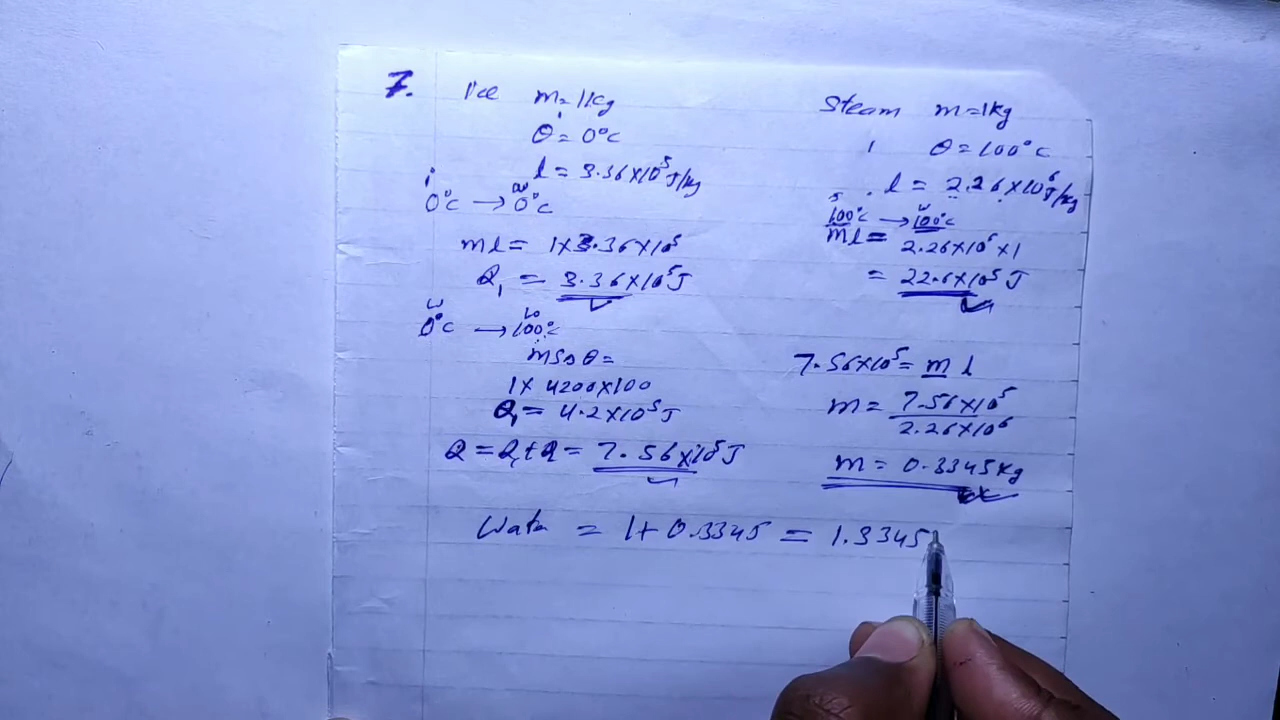 7. Ice m=1kg
θ=0°C
l=3.36×10⁵J/kg
i w
0°C → 0°C
ml= 1×3.36×10⁵
Q₁ = 3.36×10⁵J
w w
0°C → 100°C
msΔθ=
1× 4200×100
Q₁= 4.2×10⁵J
Q=Q₁+Q= 7.56×10⁵J
Steam m=1kg
θ=100°C
l= 2.26×10⁶J/kg
s w
100°C → 100°C
ml= 2.26×10⁶×1
= 22.6×10⁵J
7.56×10⁵= m l
m= 7.56×10⁵
2.26×10⁶
m= 0.3345kg
Water = 1+0.3345 = 1.3345